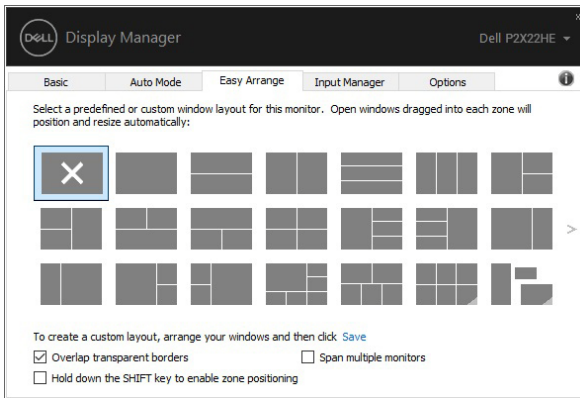 DELL Display Manager Dell P2X22HE
Basic Auto Mode Easy Arrange Input Manager Options
Select a predefined or custom window layout for this monitor. Open windows dragged into each zone will
position and resize automatically:
To create a custom layout, arrange your windows and then click Save
Overlap transparent borders Span multiple monitors
Hold down the SHIFT key to enable zone positioning